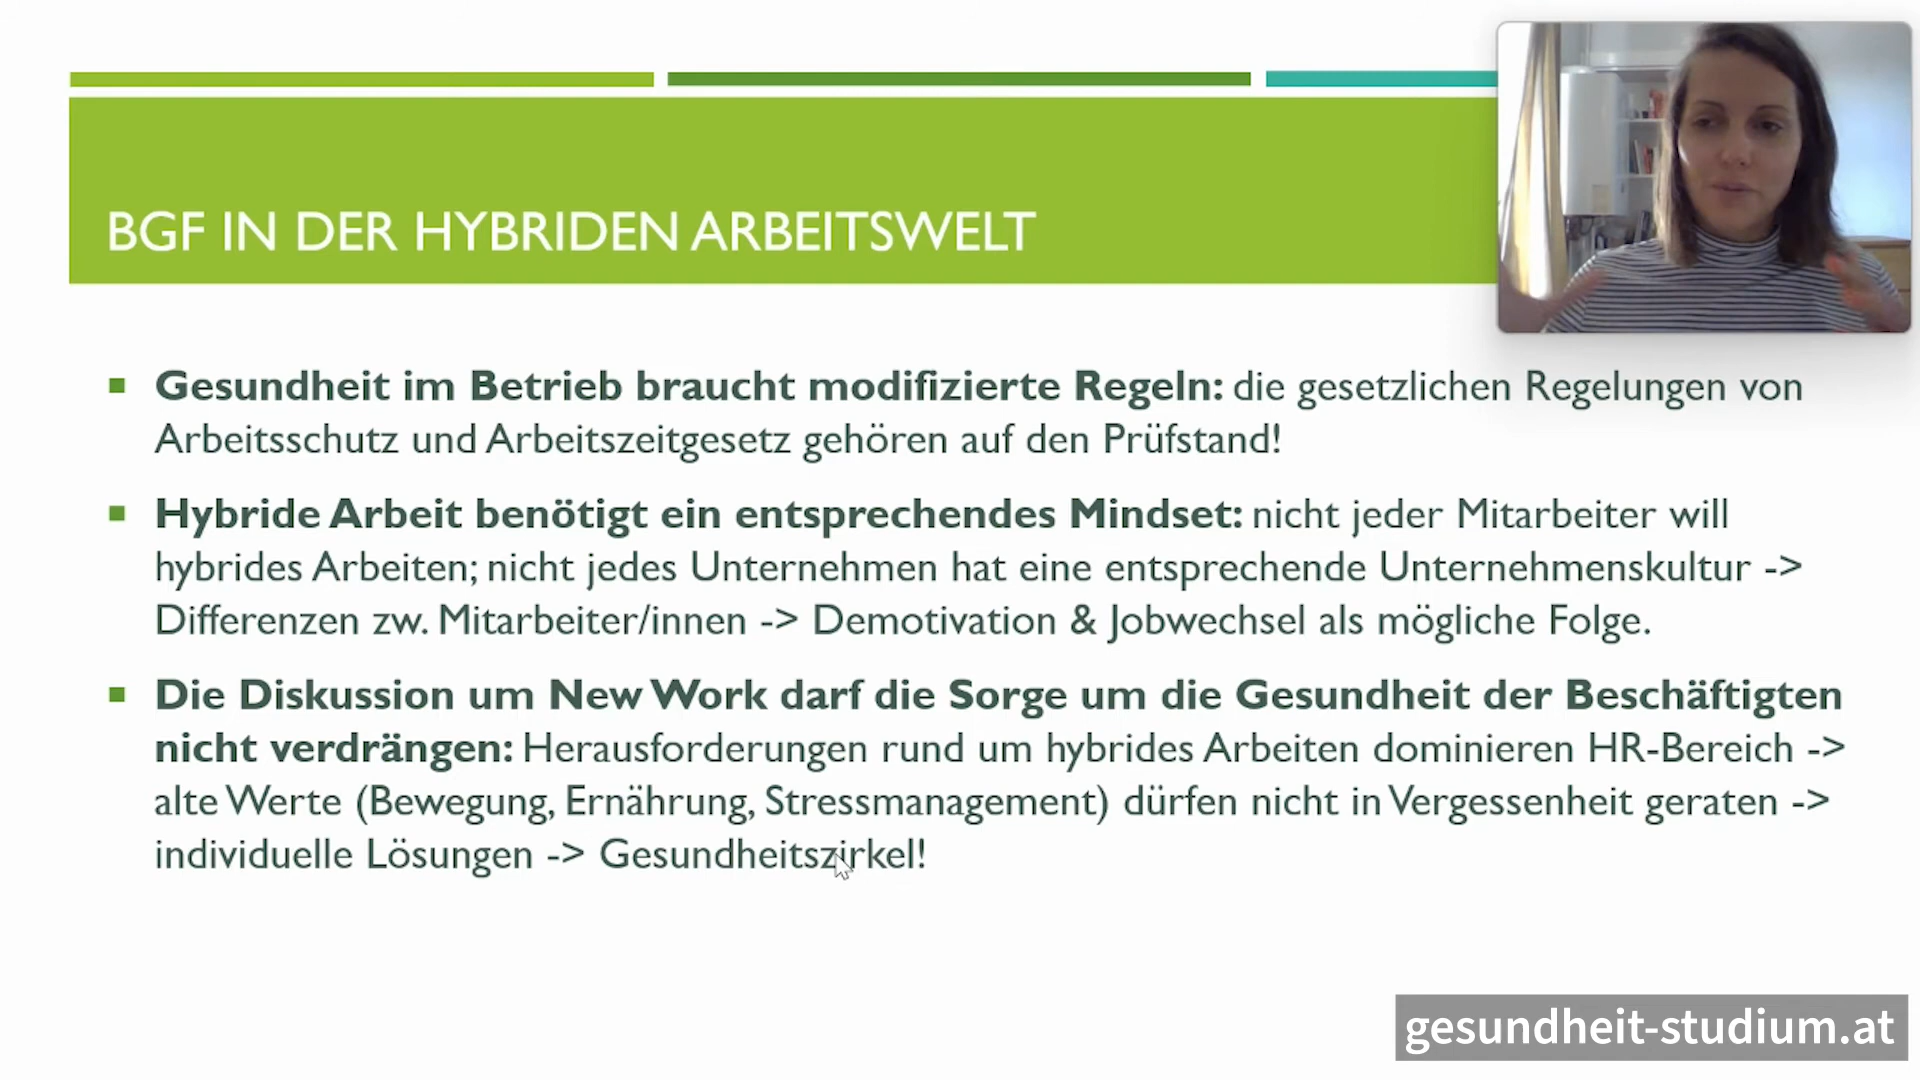 BGF IN DER HYBRIDEN ARBEITSWELT
Gesundheit im Betrieb braucht modifizierte Regeln: die gesetzlichen Regelungen von
Arbeitsschutz und Arbeitszeitgesetz gehören auf den Prüfstand!
Hybride Arbeit benötigt ein entsprechendes Mindset: nicht jeder Mitarbeiter will
hybrides Arbeiten; nicht jedes Unternehmen hat eine entsprechende Unternehmenskultur ->
Differenzen zw. Mitarbeiter/innen -> Demotivation & Jobwechsel als mögliche Folge.
Die Diskussion um New Work darf die Sorge um die Gesundheit der Beschäftigten
nicht verdrängen: Herausforderungen rund um hybrides Arbeiten dominieren HR-Bereich ->
alte Werte (Bewegung, Ernährung, Stressmanagement) dürfen nicht in Vergessenheit geraten ->
individuelle Lösungen -> Gesundheitszirkel!
gesundheit-studium.at